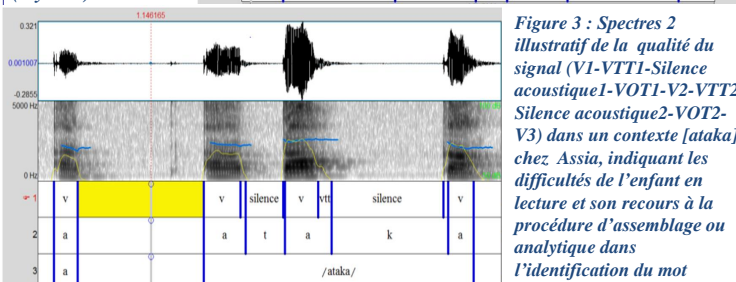 1.146165
0.321
0.001007
-0.2855
5000 Hz
0 Hz
1 v v silence v vtt silence v
2 a a t a k a
3 a /ataka/
Figure 3 : Spectres 2
illustratif de la qualité du
signal (V1-VTT1-Silence
acoustique1-VOT1-V2-VTT2
Silence acoustique2-VOT2-
V3) dans un contexte [ataka]
chez Assia, indiquant les
difficultés de l’enfant en
lecture et son recours à la
procédure d’assemblage ou
analytique dans
l’identification du mot